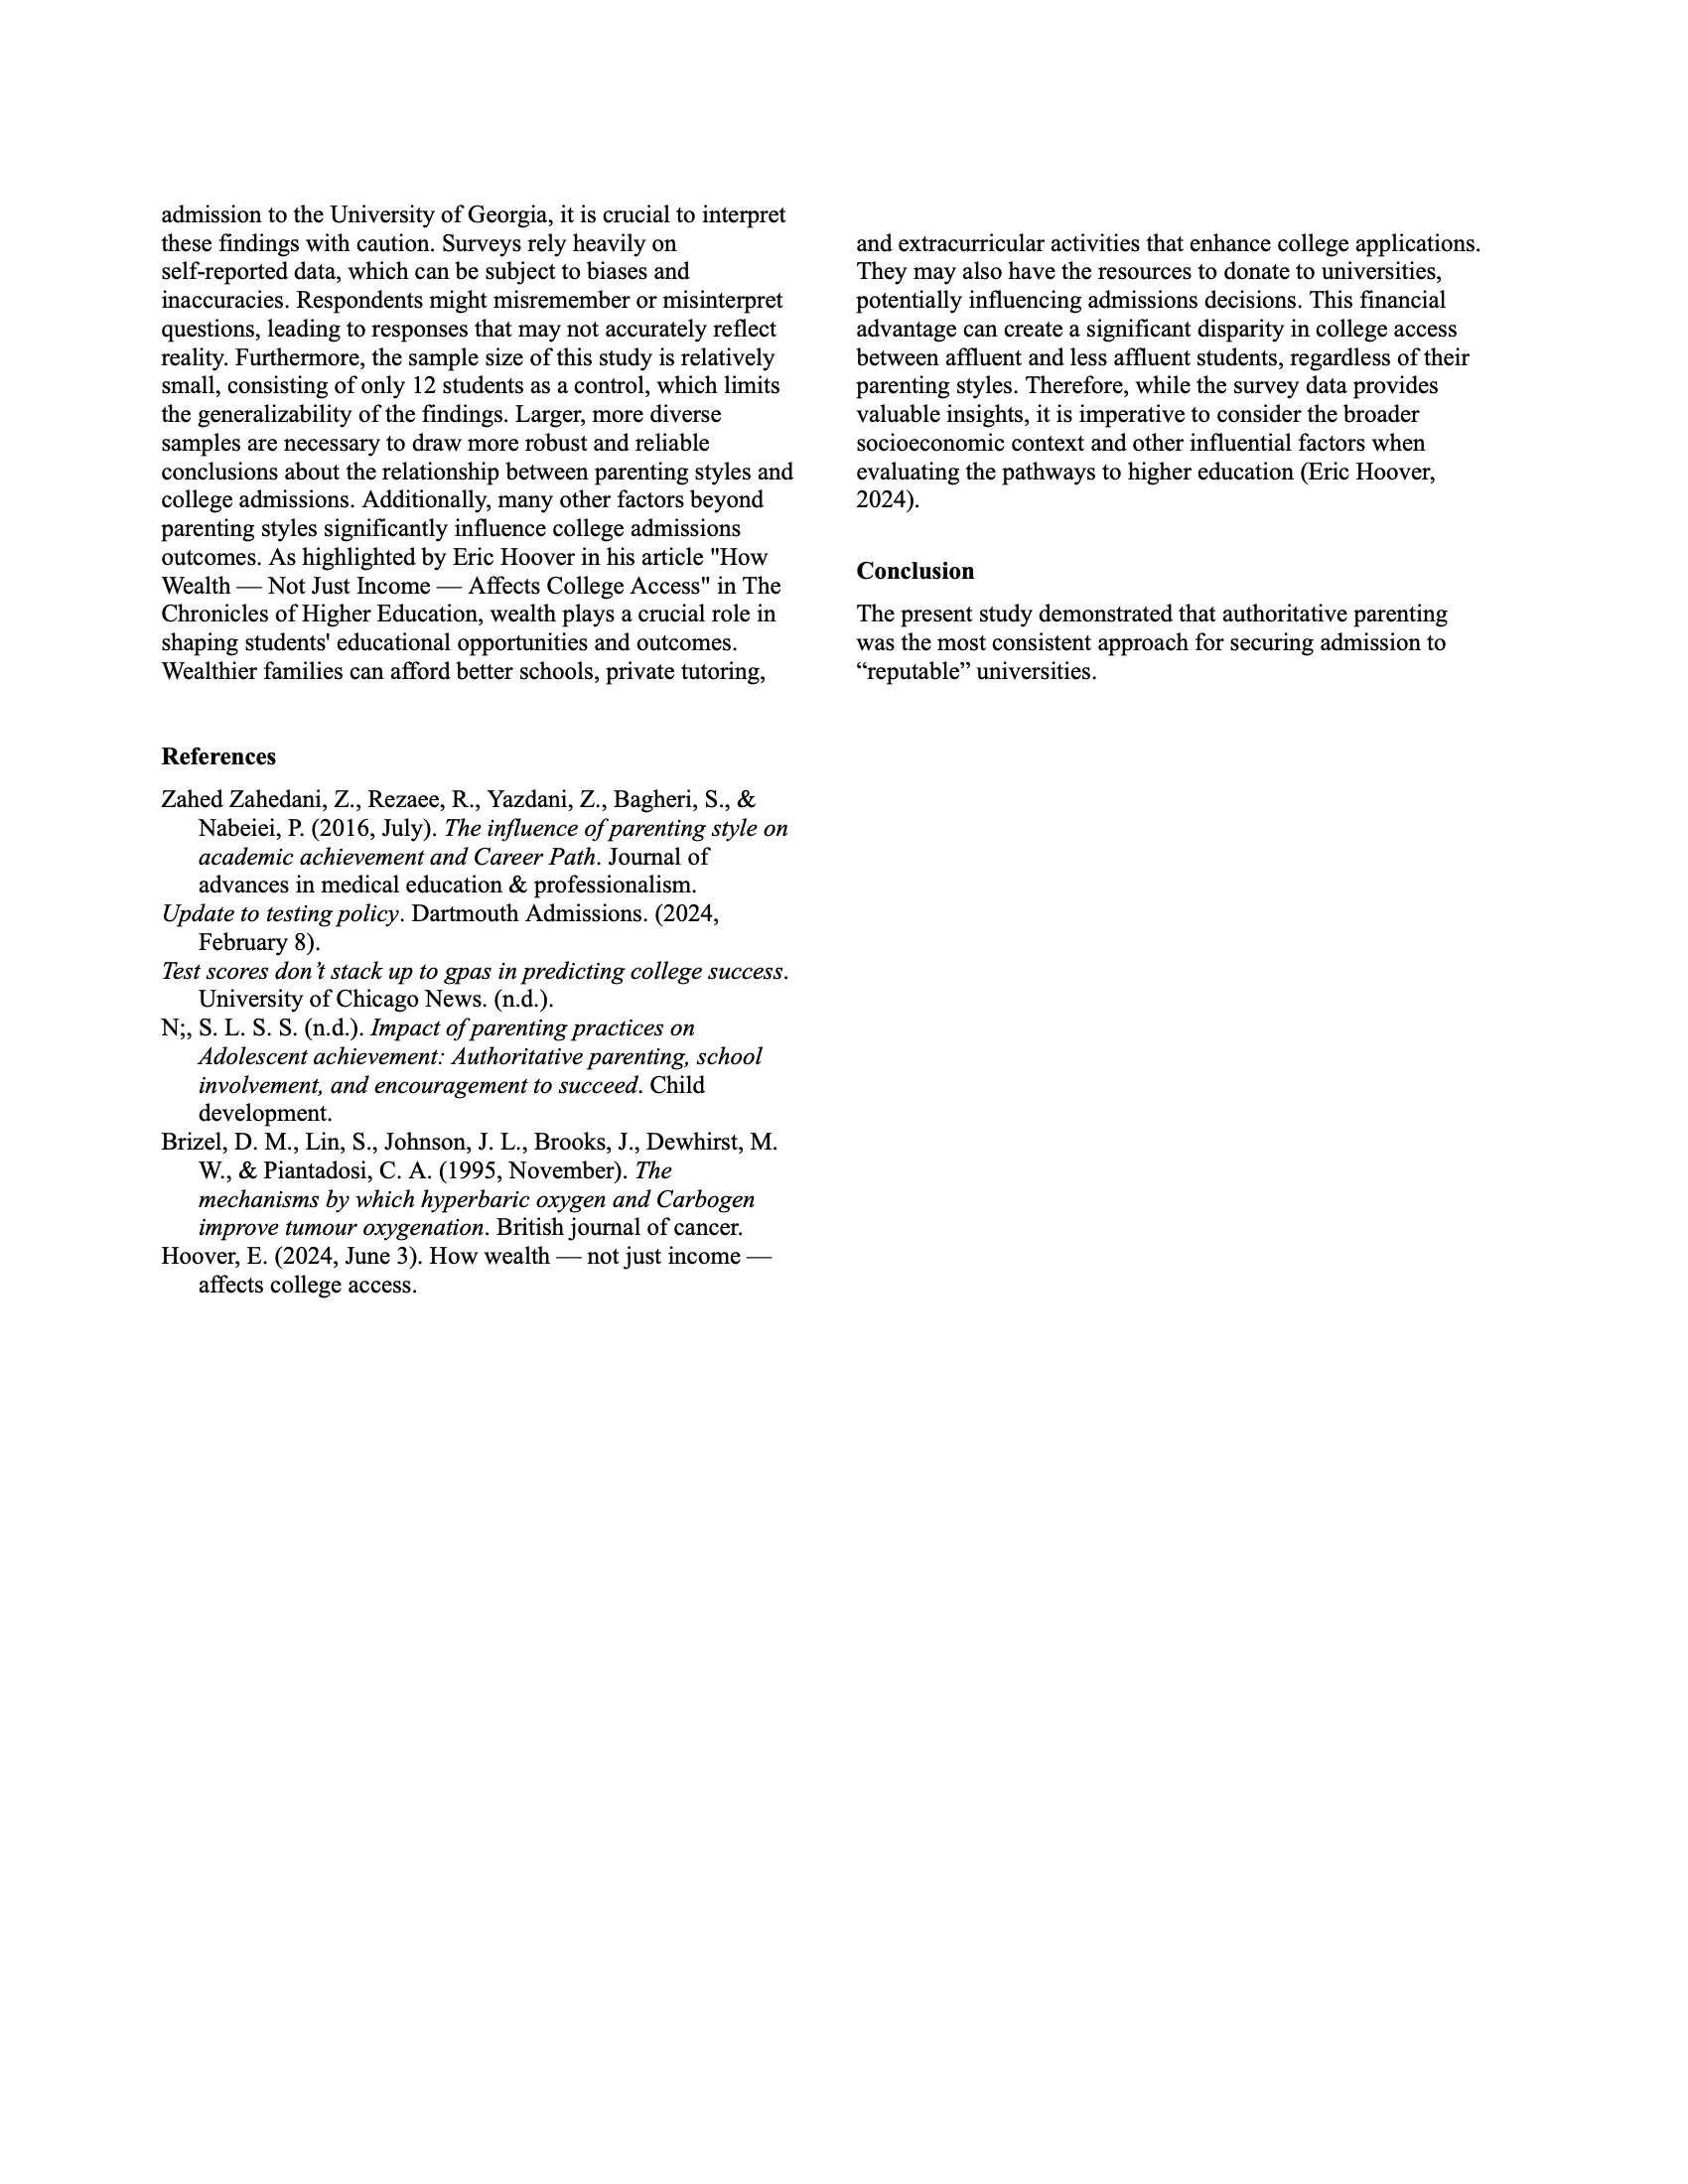 admission to the University of Georgia, it is crucial to interpret
these findings with caution. Surveys rely heavily on
self-reported data, which can be subject to biases and
inaccuracies. Respondents might misremember or misinterpret
questions, leading to responses that may not accurately reflect
reality. Furthermore, the sample size of this study is relatively
small, consisting of only 12 students as a control, which limits
the generalizability of the findings. Larger, more diverse
samples are necessary to draw more robust and reliable
conclusions about the relationship between parenting styles and
college admissions. Additionally, many other factors beyond
parenting styles significantly influence college admissions
outcomes. As highlighted by Eric Hoover in his article "How
Wealth — Not Just Income — Affects College Access" in The
Chronicles of Higher Education, wealth plays a crucial role in
shaping students' educational opportunities and outcomes.
Wealthier families can afford better schools, private tutoring,
and extracurricular activities that enhance college applications.
They may also have the resources to donate to universities,
potentially influencing admissions decisions. This financial
advantage can create a significant disparity in college access
between affluent and less affluent students, regardless of their
parenting styles. Therefore, while the survey data provides
valuable insights, it is imperative to consider the broader
socioeconomic context and other influential factors when
evaluating the pathways to higher education (Eric Hoover,
2024).
Conclusion
The present study demonstrated that authoritative parenting
was the most consistent approach for securing admission to
“reputable” universities.
References
Zahed Zahedani, Z., Rezaee, R., Yazdani, Z., Bagheri, S., &
Nabeiei, P. (2016, July). The influence of parenting style on
academic achievement and Career Path. Journal of
advances in medical education & professionalism.
Update to testing policy. Dartmouth Admissions. (2024,
February 8).
Test scores don’t stack up to gpas in predicting college success.
University of Chicago News. (n.d.).
N;, S. L. S. S. (n.d.). Impact of parenting practices on
Adolescent achievement: Authoritative parenting, school
involvement, and encouragement to succeed. Child
development.
Brizel, D. M., Lin, S., Johnson, J. L., Brooks, J., Dewhirst, M.
W., & Piantadosi, C. A. (1995, November). The
mechanisms by which hyperbaric oxygen and Carbogen
improve tumour oxygenation. British journal of cancer.
Hoover, E. (2024, June 3). How wealth — not just income —
affects college access.